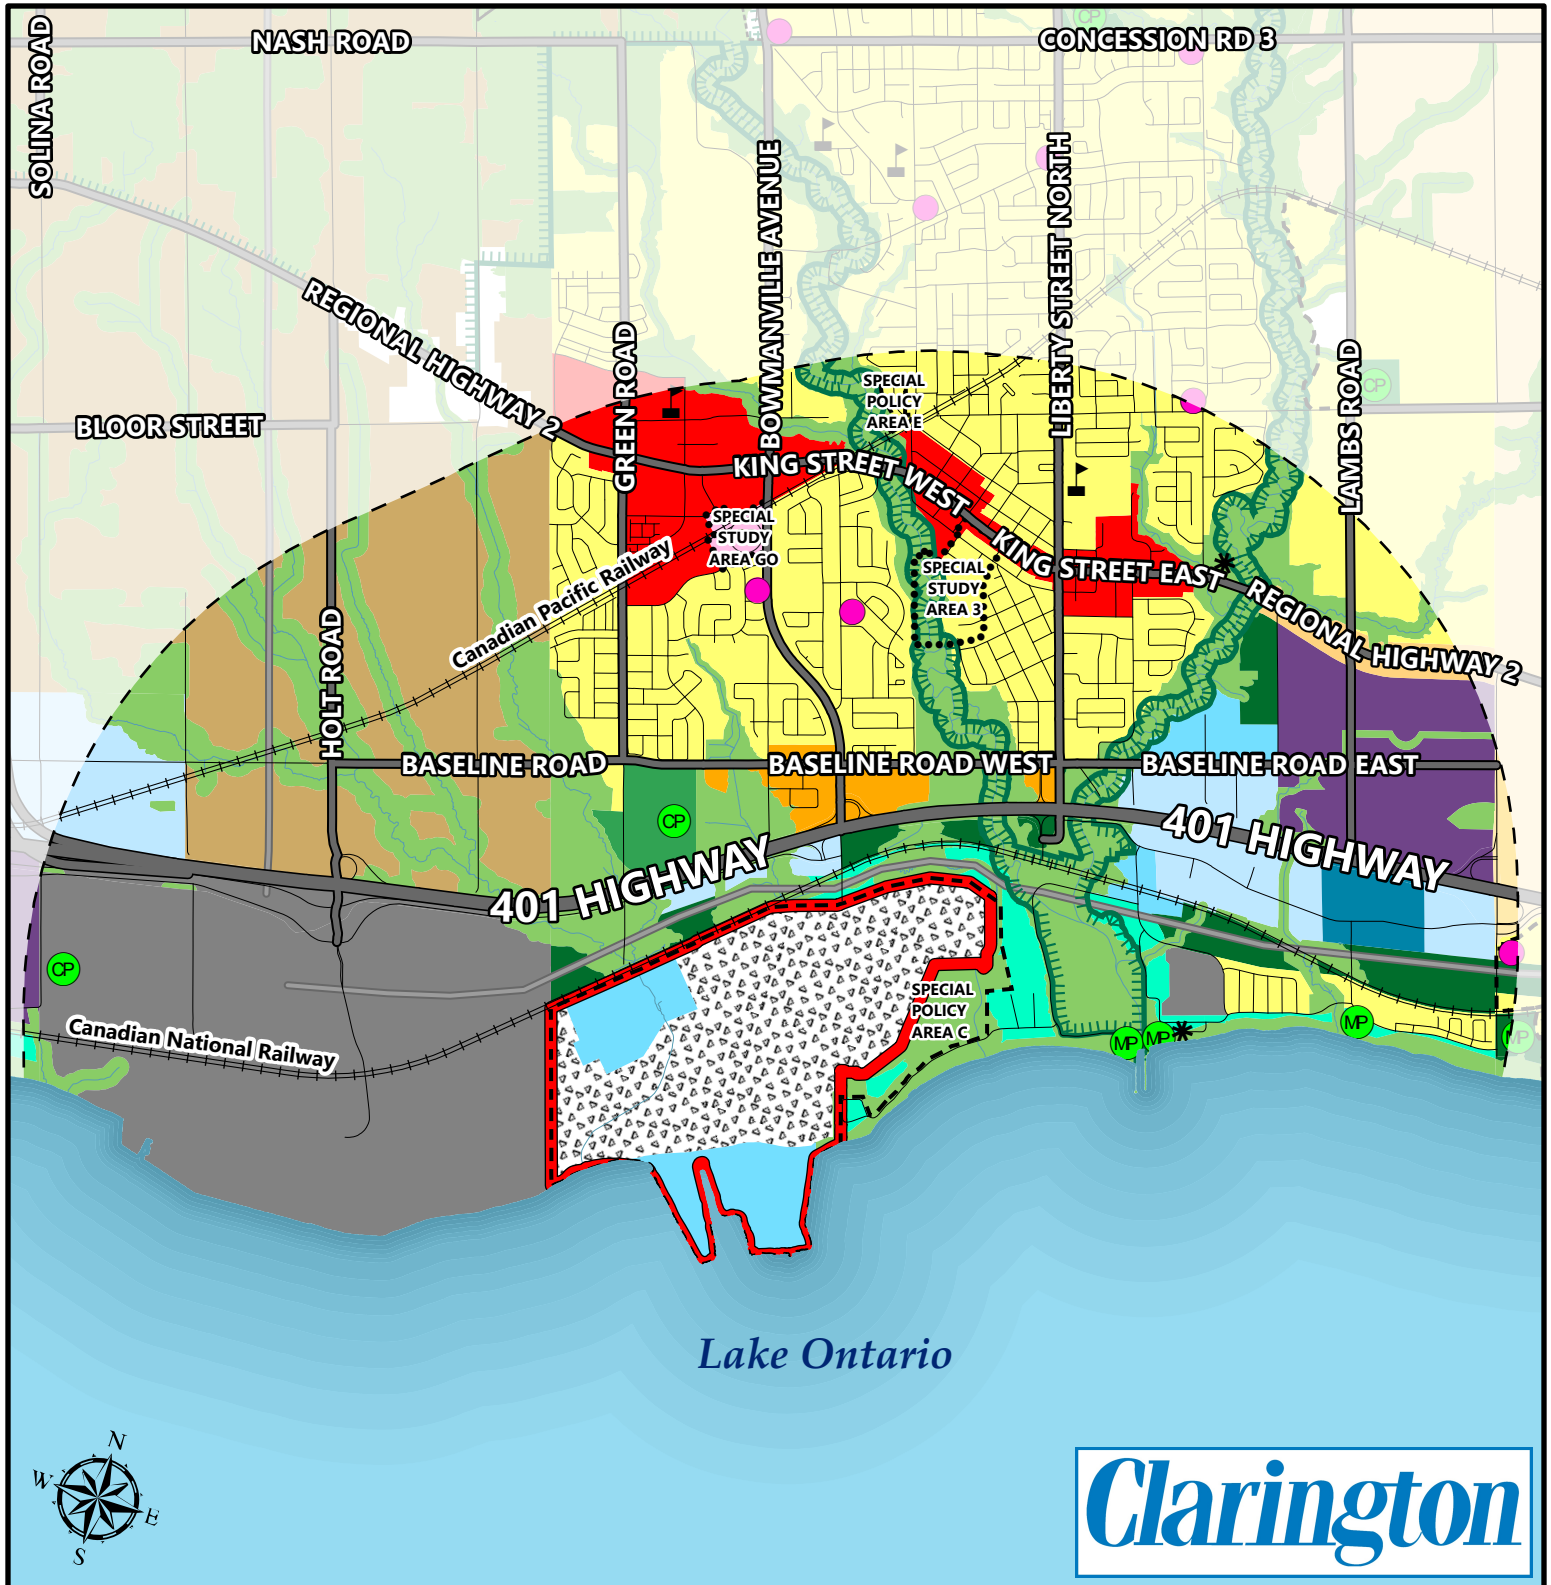 CP
SOLINA ROAD
NASH ROAD
CONCESSION RD 3
BOWMANVILLE AVENUE
LIBERTY STREET NORTH
REGIONAL HIGHWAY 2
GREEN ROAD
LAMBS ROAD
CP
SPECIAL
POLICY
AREA E
BLOOR STREET
KING STREET WEST
SPECIAL
STUDY
AREA GO
Canadian Pacific Railway
KING STREET EAST
SPECIAL
STUDY
AREA 3
REGIONAL HIGHWAY 2
HOLT ROAD
BASELINE ROAD
BASELINE ROAD WEST
BASELINE ROAD EAST
CP
401 HIGHWAY
401 HIGHWAY
CP
SPECIAL
POLICY
AREA C
Canadian National Railway
MP
MP
MP
MP
Lake Ontario
N
W
E
S
Clarington